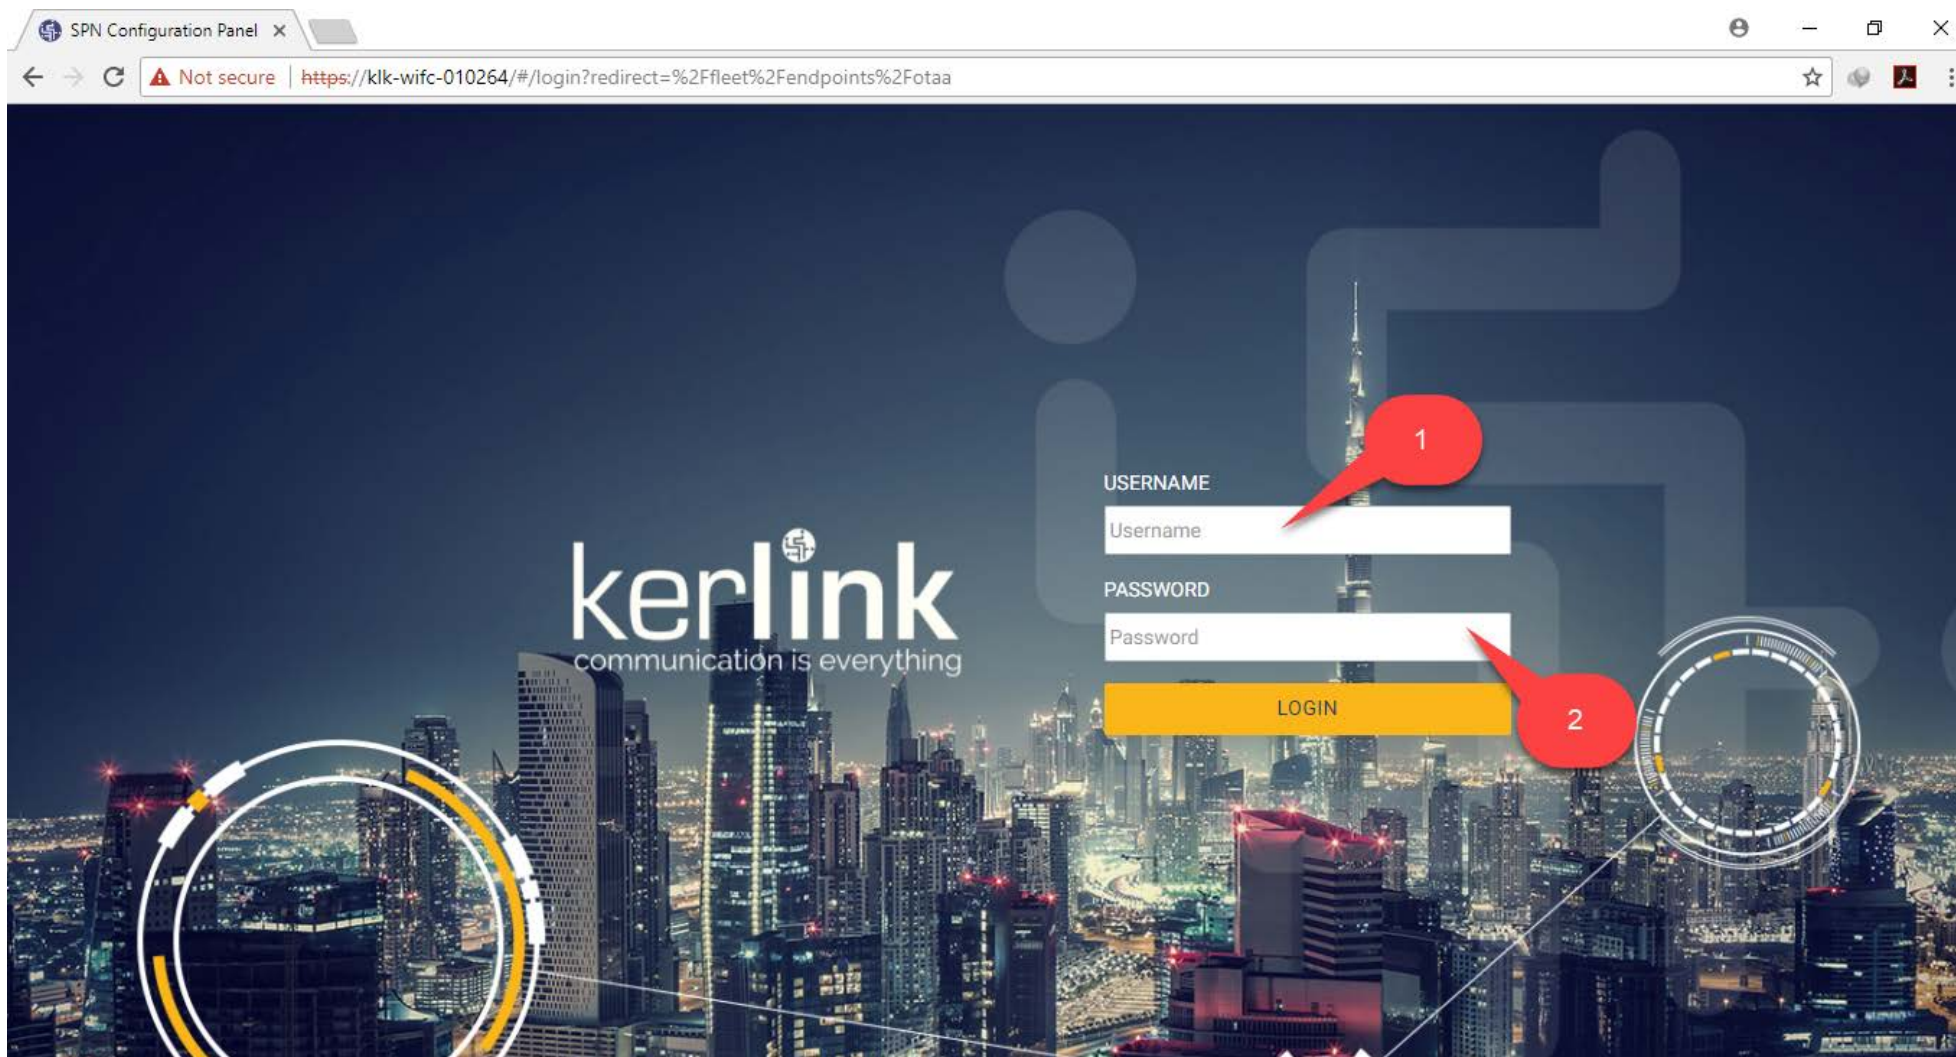 SPN Configuration Panel
Not secure | https://klk-wifc-010264/#/login?redirect=%2Ffleet%2Fendpoints%2Fotaa
1
USERNAME
Username
kerlink
communication is everything
PASSWORD
Password
LOGIN
2